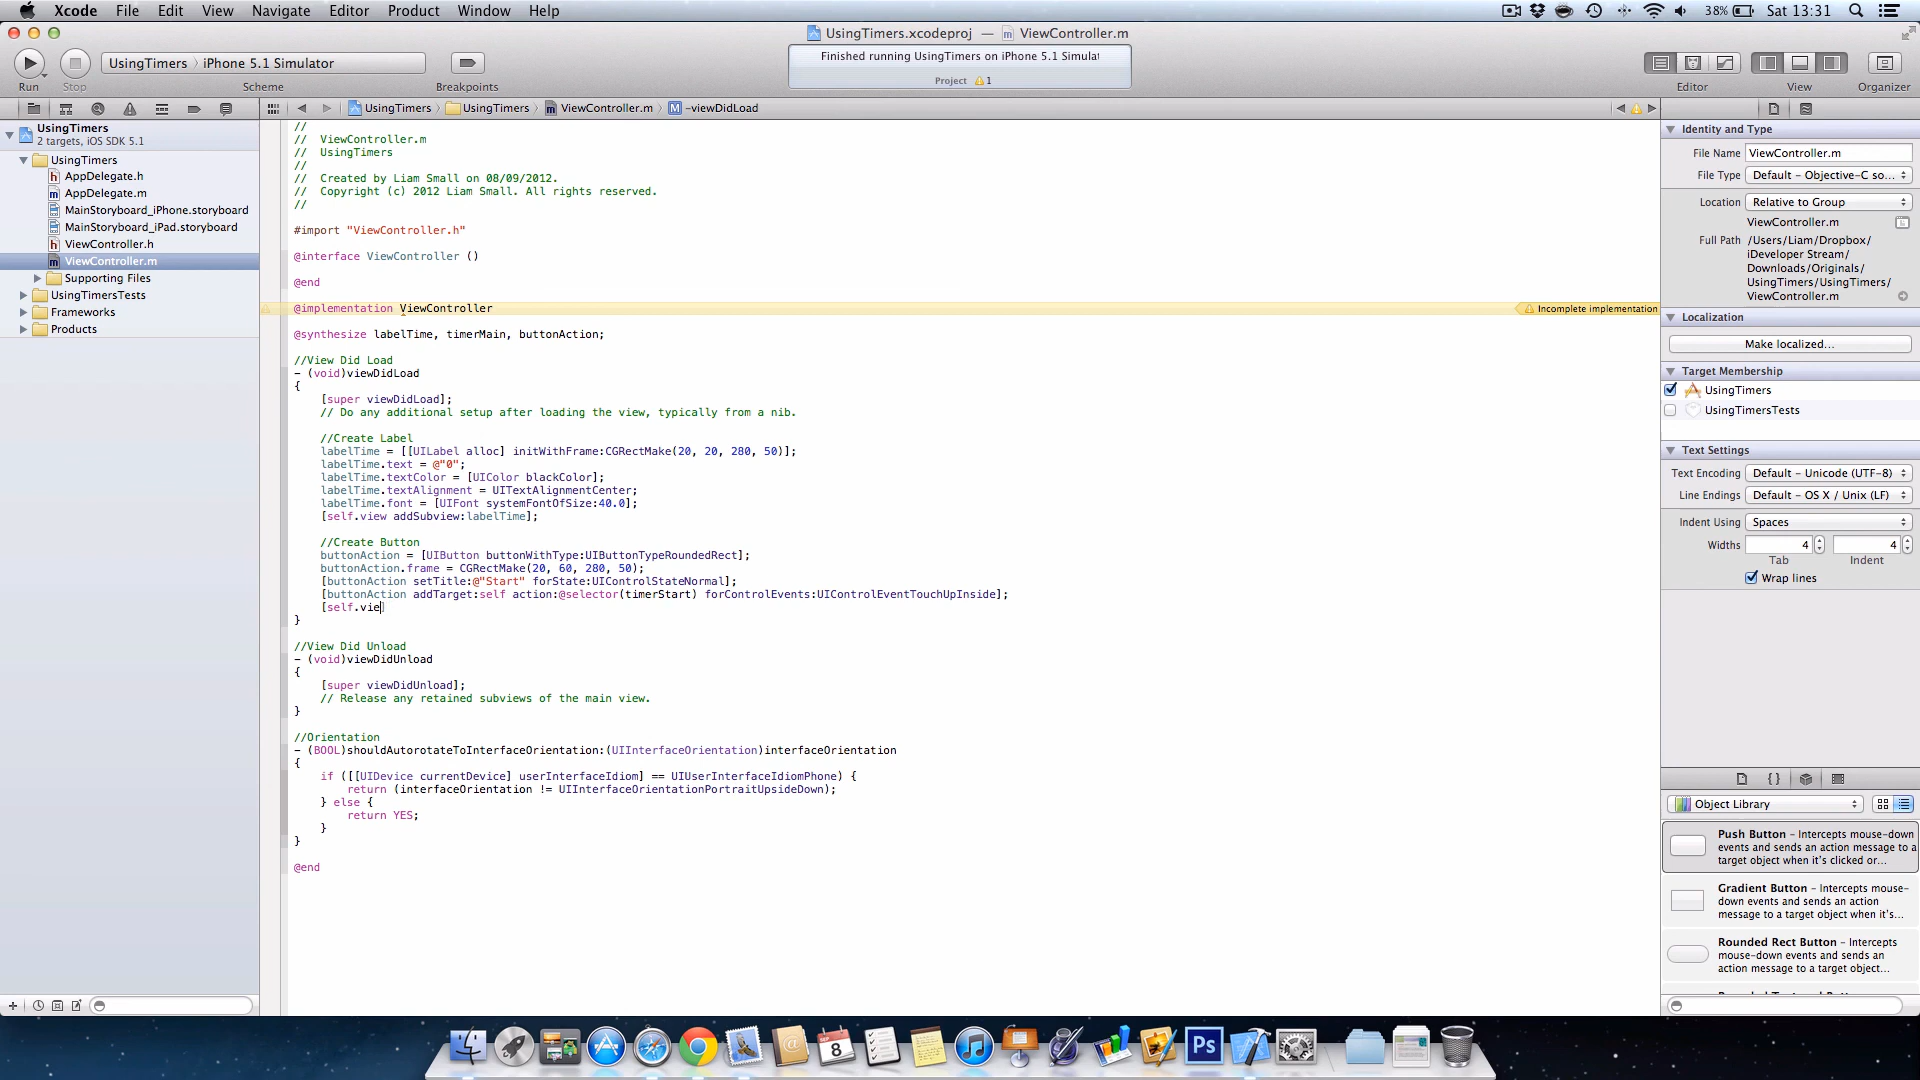 Xcode File Edit View Navigate Editor Product Window Help 38% Sat 13:31
UsingTimers.xcodeproj — ViewController.m
UsingTimers iPhone 5.1 Simulator
Finished running UsingTimers on iPhone 5.1 Simulat
Project 1
Run Stop Scheme Breakpoints Editor View Organizer
UsingTimers UsingTimers ViewController.m M -viewDidLoad
UsingTimers
2 targets, iOS SDK 5.1
UsingTimers
h AppDelegate.h
m AppDelegate.m
MainStoryboard_iPhone.storyboard
MainStoryboard_iPad.storyboard
h ViewController.h
m ViewController.m
Supporting Files
UsingTimersTests
Frameworks
Products
//
// ViewController.m
// UsingTimers
//
// Created by Liam Small on 08/09/2012.
// Copyright (c) 2012 Liam Small. All rights reserved.
//
#import "ViewController.h"
@interface ViewController ()
@end
@implementation ViewController
Incomplete implementation
@synthesize labelTime, timerMain, buttonAction;
//View Did Load
- (void)viewDidLoad
{
[super viewDidLoad];
// Do any additional setup after loading the view, typically from a nib.
//Create Label
labelTime = [[UILabel alloc] initWithFrame:CGRectMake(20, 20, 280, 50)];
labelTime.text = @"0";
labelTime.textColor = [UIColor blackColor];
labelTime.textAlignment = UITextAlignmentCenter;
labelTime.font = [UIFont systemFontOfSize:40.0];
[self.view addSubview:labelTime];
//Create Button
buttonAction = [UIButton buttonWithType:UIButtonTypeRoundedRect];
buttonAction.frame = CGRectMake(20, 60, 280, 50);
[buttonAction setTitle:@"Start" forState:UIControlStateNormal];
[buttonAction addTarget:self action:@selector(timerStart) forControlEvents:UIControlEventTouchUpInside];
[self.vie]
}
//View Did Unload
- (void)viewDidUnload
{
[super viewDidUnload];
// Release any retained subviews of the main view.
}
//Orientation
- (BOOL)shouldAutorotateToInterfaceOrientation:(UIInterfaceOrientation)interfaceOrientation
{
if ([[UIDevice currentDevice] userInterfaceIdiom] == UIUserInterfaceIdiomPhone) {
return (interfaceOrientation != UIInterfaceOrientationPortraitUpsideDown);
} else {
return YES;
}
}
@end
Identity and Type
File Name ViewController.m
File Type Default - Objective-C so...
Location Relative to Group
ViewController.m
Full Path /Users/Liam/Dropbox/
iDeveloper Stream/
Downloads/Originals/
UsingTimers/UsingTimers/
ViewController.m
Localization
Make localized...
Target Membership
UsingTimers
UsingTimersTests
Text Settings
Text Encoding Default - Unicode (UTF-8)
Line Endings Default - OS X / Unix (LF)
Indent Using Spaces
Widths 4 4
Tab Indent
Wrap lines
{ }
Object Library
Push Button - Intercepts mouse-down
events and sends an action message to a
target object when it's clicked or...
Gradient Button - Intercepts mouse-
down events and sends an action
message to a target object when it's...
Rounded Rect Button - Intercepts
mouse-down events and sends an
action message to a target object...
SEP
8
Ps